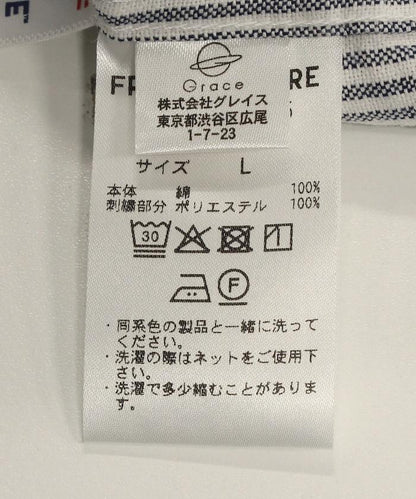 Grace
株式会社グレイス
東京都渋谷区広尾
1-7-23
サイズ L
本体 綿 100%
刺繍部分 ポリエステル 100%
30
F
・同系色の製品と一緒に洗って
ください。
・洗濯の際はネットをご使用下
さい。
・洗濯で多少縮むことがありま
す。